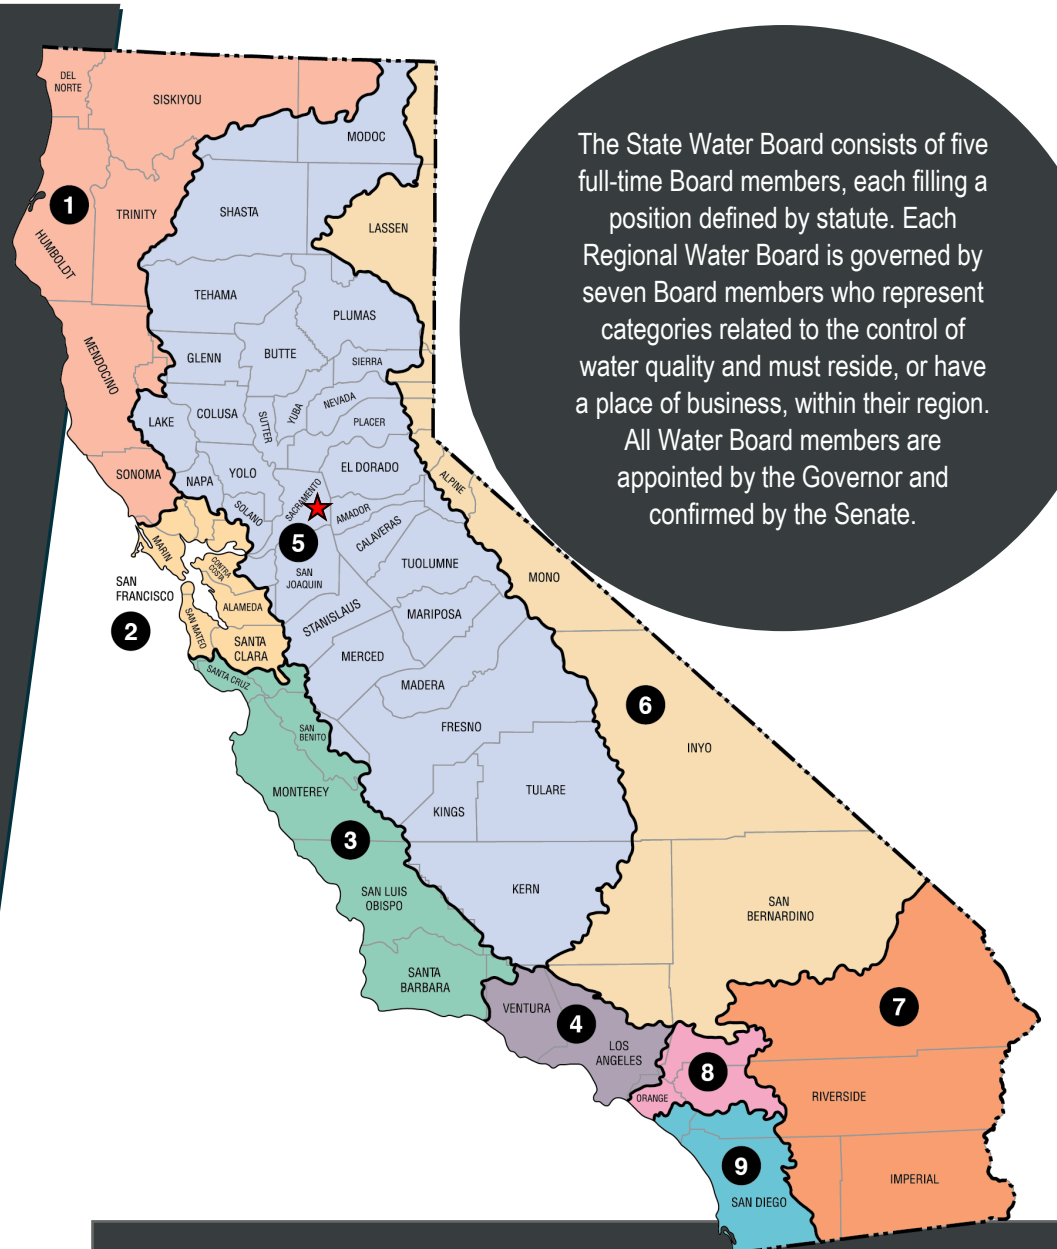 The State Water Board consists of five
full-time Board members, each filling a
position defined by statute. Each
Regional Water Board is governed by
seven Board members who represent
categories related to the control of
water quality and must reside, or have
a place of business, within their region.
All Water Board members are
appointed by the Governor and
confirmed by the Senate.
DEL
NORTE
SISKIYOU
MODOC
1
HUMBOLDT
TRINITY
SHASTA
LASSEN
TEHAMA
PLUMAS
MENDOCINO
GLENN
BUTTE
SIERRA
LAKE
COLUSA
SUTTER
YUBA
NEVADA
PLACER
SONOMA
NAPA
YOLO
EL DORADO
SOLANO
SACRAMENTO
AMADOR
ALPINE
CALAVERAS
5
MARIN
CONTRA
COSTA
SAN
JOAQUIN
TUOLUMNE
MONO
SAN
FRANCISCO
2
ALAMEDA
SAN MATEO
SANTA
CLARA
STANISLAUS
MARIPOSA
MERCED
SANTA CRUZ
MADERA
6
SAN
BENITO
FRESNO
INYO
MONTEREY
KINGS
TULARE
3
SAN LUIS
OBISPO
KERN
SAN
BERNARDINO
SANTA
BARBARA
VENTURA
4
LOS
ANGELES
7
8
ORANGE
RIVERSIDE
9
SAN DIEGO
IMPERIAL